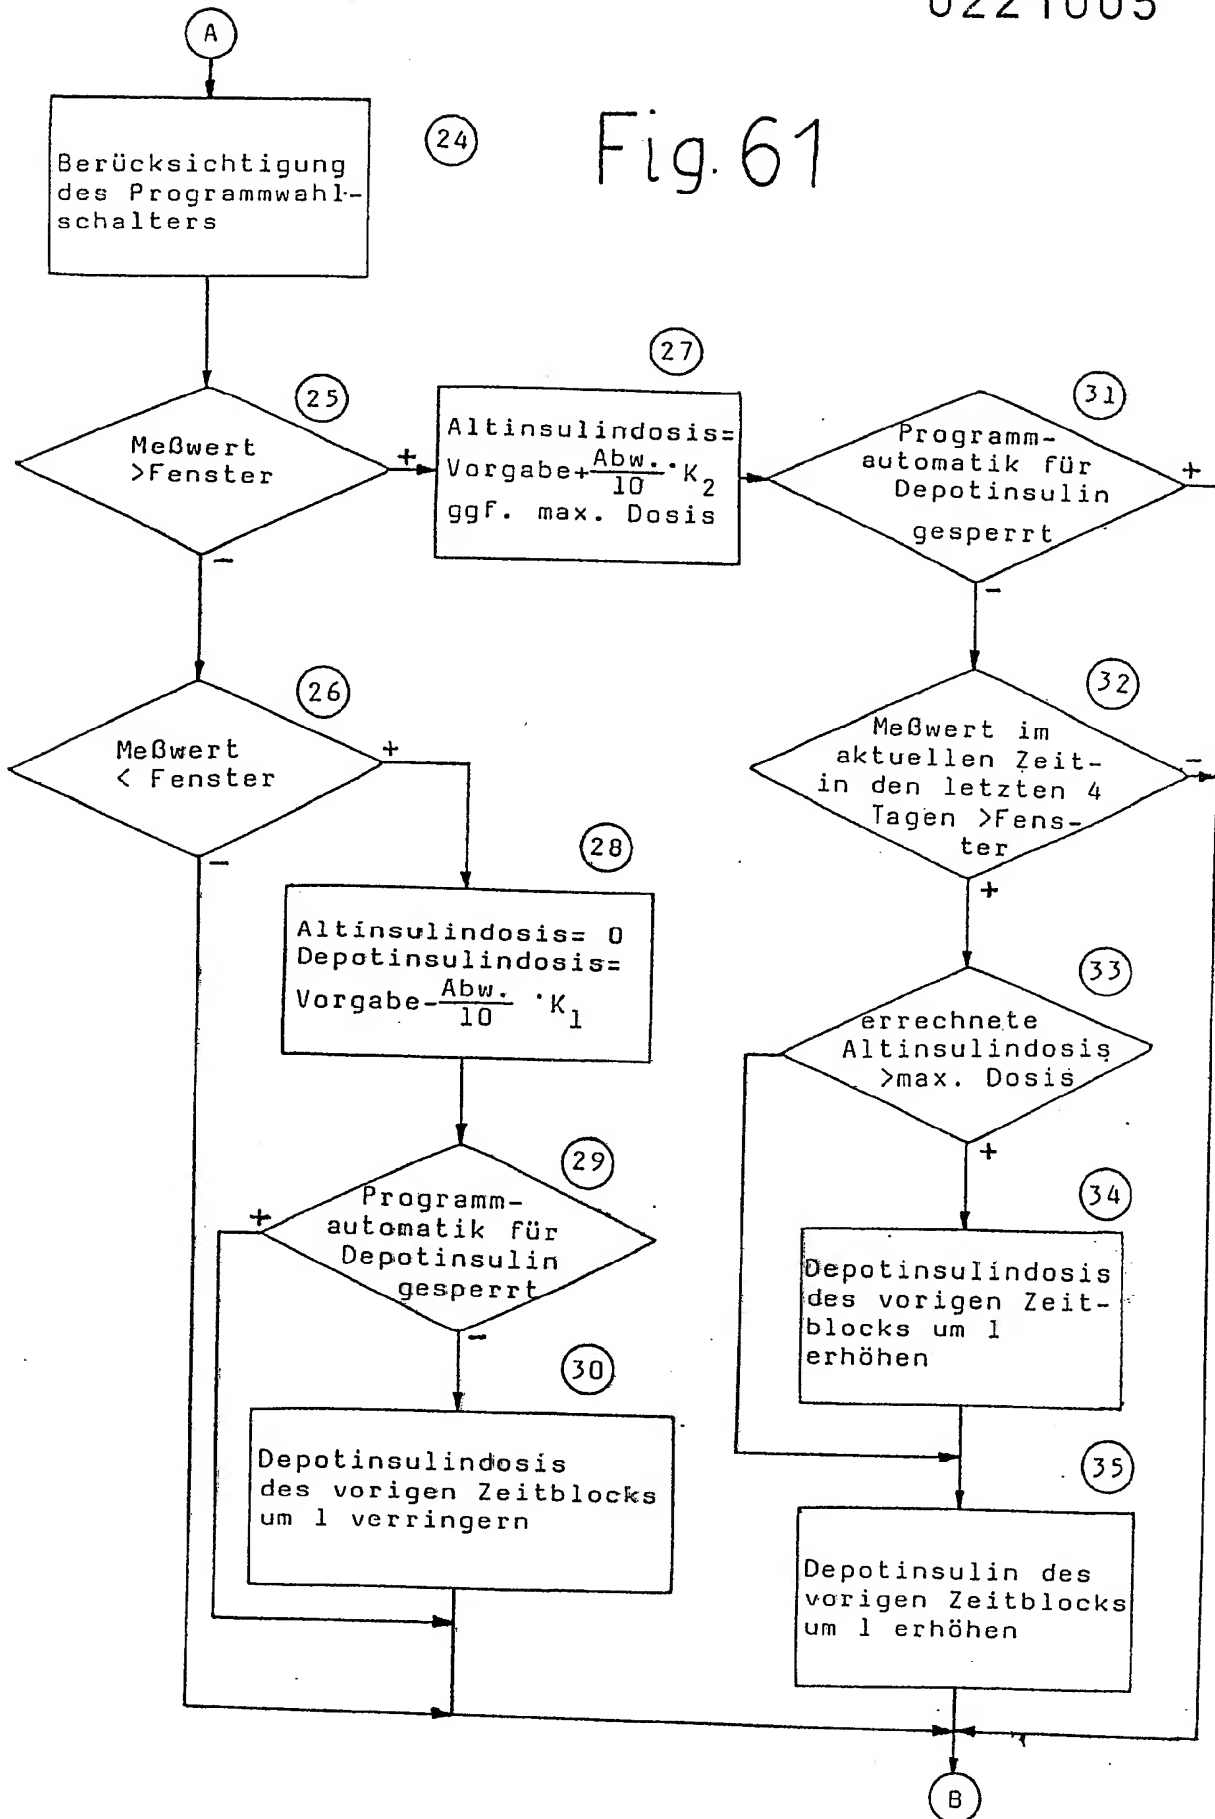 0221005
A
Fig. 61
24
Berücksichtigung
des Programmwahl-
schalters
25
Meßwert
>Fenster
+
−
27
Altinsulindosis=
Vorgabe+Abw./10·K2
ggf. max. Dosis
31
Programm-
automatik für
Depotinsulin
gesperrt
+
−
26
Meßwert
< Fenster
+
−
32
Meßwert im
aktuellen Zeit-
in den letzten 4
Tagen >Fens-
ter
−
+
28
Altinsulindosis= 0
Depotinsulindosis=
Vorgabe-Abw./10 ·K1
33
errechnete
Altinsulindosis
>max. Dosis
+
29
Programm-
automatik für
Depotinsulin
gesperrt
+
−
34
Depotinsulindosis
des vorigen Zeit-
blocks um 1
erhöhen
30
Depotinsulindosis
des vorigen Zeitblocks
um 1 verringern
35
Depotinsulin des
vorigen Zeitblocks
um 1 erhöhen
B